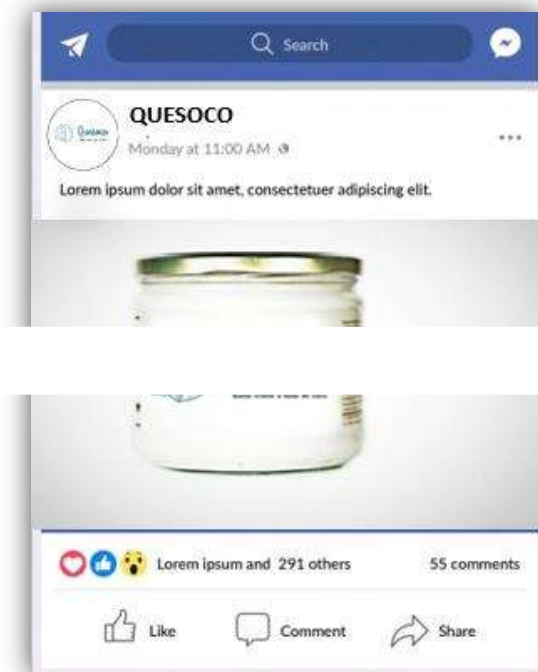 Search
QUESOCO
Quesoco
Monday at 11:00 AM
Lorem ipsum dolor sit amet, consectetuer adipiscing elit.
Lorem ipsum and 291 others
55 comments
Like
Comment
Share